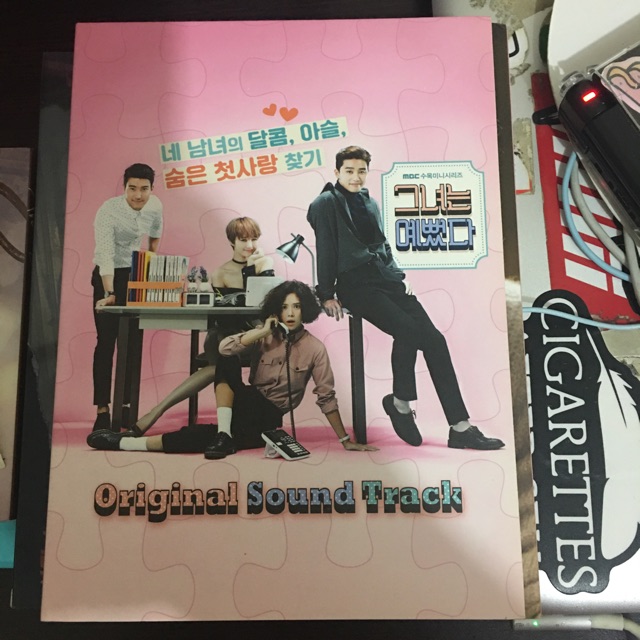 네 남녀의 달콤, 아슬,
숨은 첫사랑 찾기
MBC 수목미니시리즈
그녀는
예뻤다
Original Sound Track
CIGARETTES